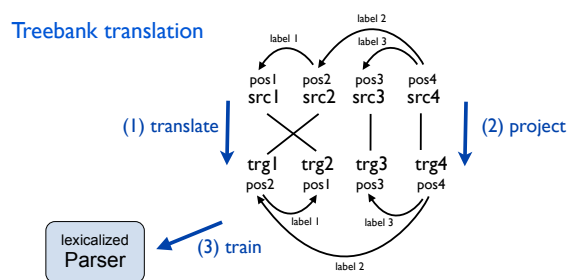 Treebank translation
label 2
label 1
label 3
pos1 pos2 pos3 pos4
src1 src2 src3 src4
(1) translate
(2) project
trg1 trg2 trg3 trg4
pos2 pos1 pos3 pos4
label 1
label 3
(3) train
lexicalized
Parser
label 2